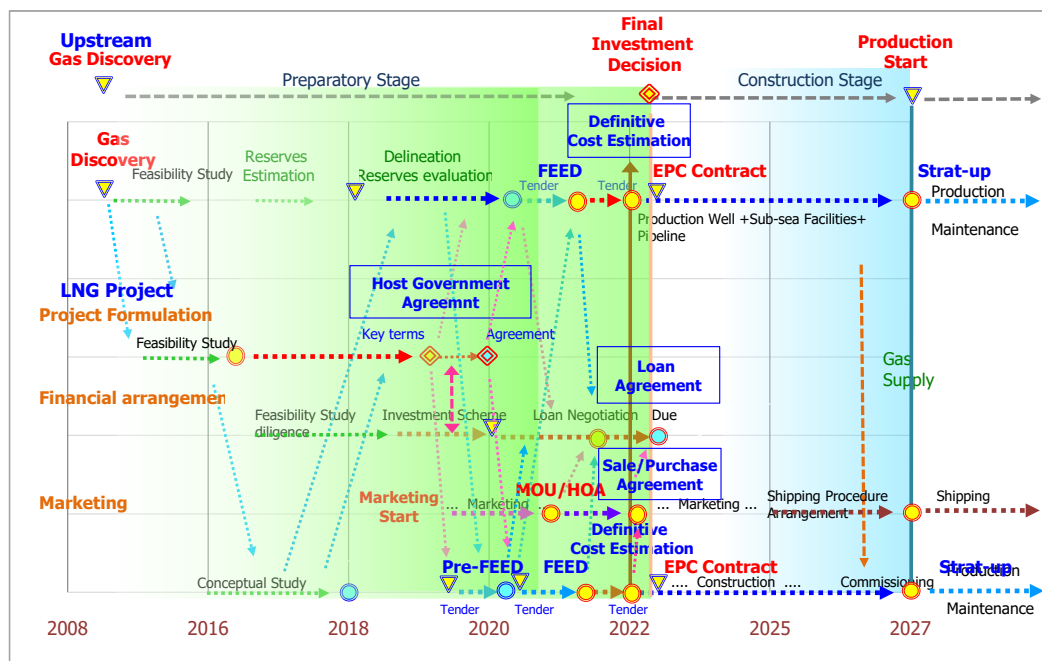 Upstream
Gas Discovery
Preparatory Stage
Final
Investment
Decision
Construction Stage
Production
Start
Definitive
Cost Estimation
Gas
Discovery
Feasibility Study
Reserves
Estimation
Delineation
Reserves evaluation
FEED
Tender
Tender
EPC Contract
Strat-up
Production
Production Well +Sub-sea Facilities+
Pipeline
Maintenance
LNG Project
Project Formulation
Host Government
Agreemnt
Key terms
Agreement
Feasibility Study
Loan
Agreement
Gas
Supply
Financial arrangemen
Feasibility Study
diligence
Investment Scheme
Loan Negotiation
Due
Sale/Purchase
Agreement
Marketing
Marketing
Start
... Marketing ...
MOU/HOA
... Marketing ...
Shipping Procedure
Arrangement
Shipping
Definitive
Cost Estimation
Pre-FEED
FEED
EPC Contract
Strat-up
Conceptual Study
.... Construction ....
Commissioning
Production
Tender
Tender
Tender
Maintenance
2008
2016
2018
2020
2022
2025
2027